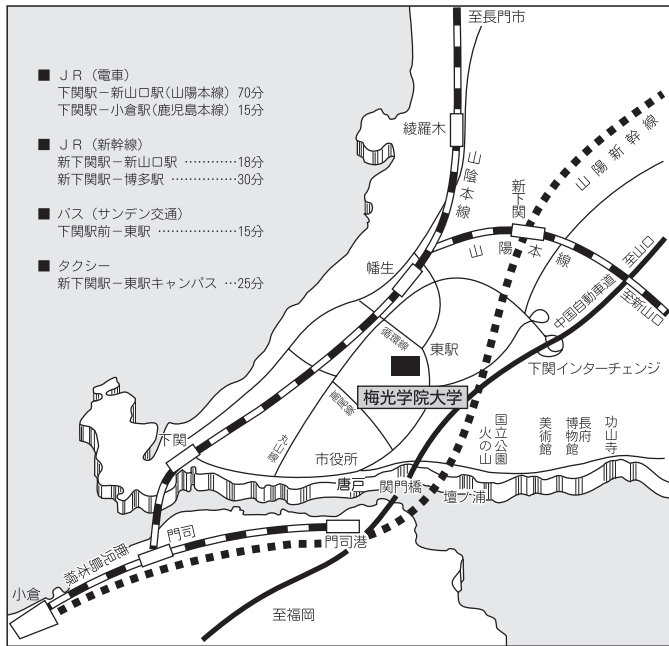 至長門市
■ JR（電車）
下関駅－新山口駅(山陽本線) 70分
下関駅－小倉駅(鹿児島本線) 15分
■ JR（新幹線）
新下関駅－新山口駅 …………18分
新下関駅－博多駅 ……………30分
■ バス（サンデン交通）
下関駅前－東駅 ………………15分
■ タクシー
新下関駅－東駅キャンパス …25分
綾羅木
山陰本線
山陽新幹線
新下関
山陽本線
幡生
至山口
中国自動車道
至新山口
循環線
東駅
下関インターチェンジ
梅光学院大学
丸山線
市役所
下関
国立公園
火の山
美術館
長府
博物館
功山寺
唐戸
関門橋
壇ノ浦
門司
門司港
鹿児島本線
小倉
至福岡